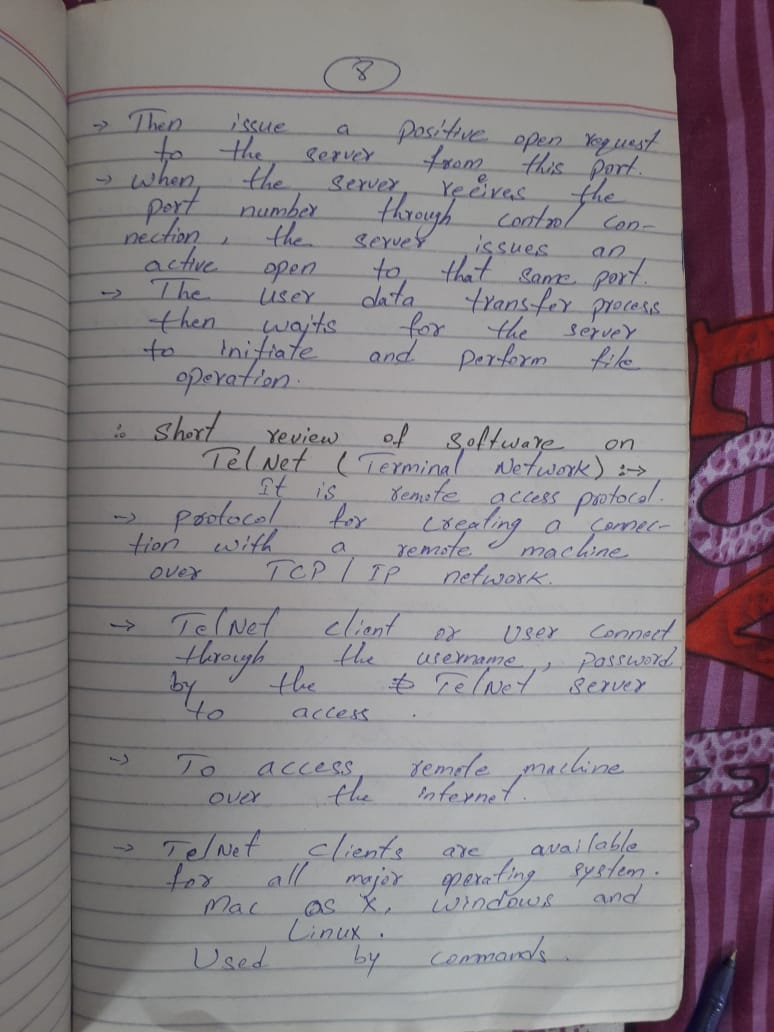 8
→ Then issue a positive open request
to the server from this port.
→ When the server receives the
port number through control con-
nection, the server issues an
active open to that same port.
→ The user data transfer process
then waits for the server
to initiate and perform file
operation.
Short review of software on
TelNet (Terminal Network) :→
It is remote access protocol.
→ Protocol for creating a connec-
tion with a remote machine
over TCP / IP network.
→ TelNet client or User connect
through the username, password
by the TelNet server
to access .
→ To access remote machine
over the internet.
→ TelNet clients are available
for all major operating system.
Mac os X, windows and
Linux.
Used by commands.